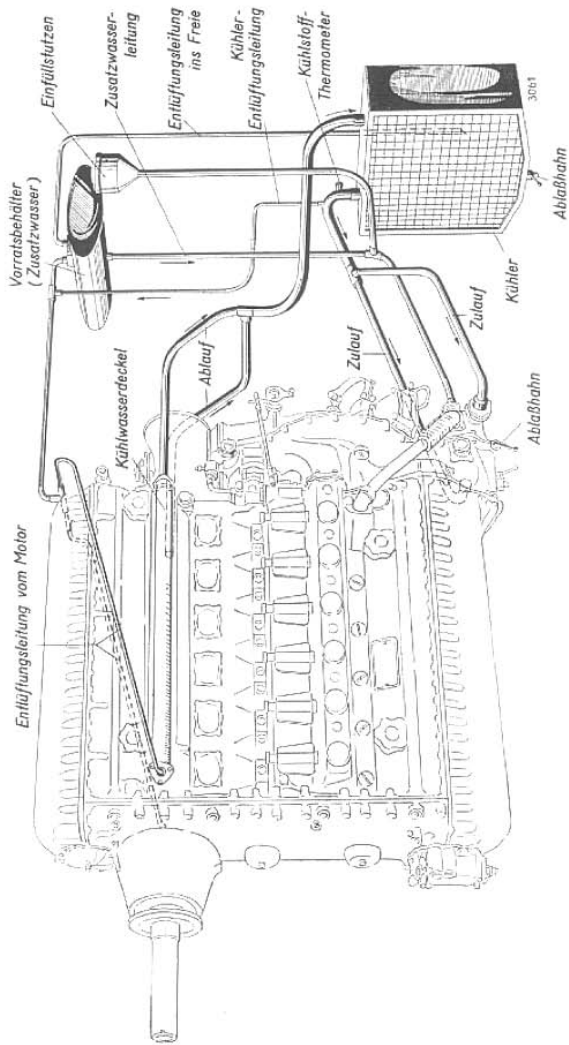 Vorratsbehälter
(Zusatzwasser)
Einfüllstutzen
Zusatzwasser-
leitung
Entlüftungsleitung
ins Freie
Kühler-
Entlüftungsleitung
Kühlstoff-
Thermometer
Entlüftungsleitung vom Motor
Kühlwasserdeckel
Ablauf
Zulauf
Zulauf
Kühler
Ablaßhahn
Ablaßhahn
3061